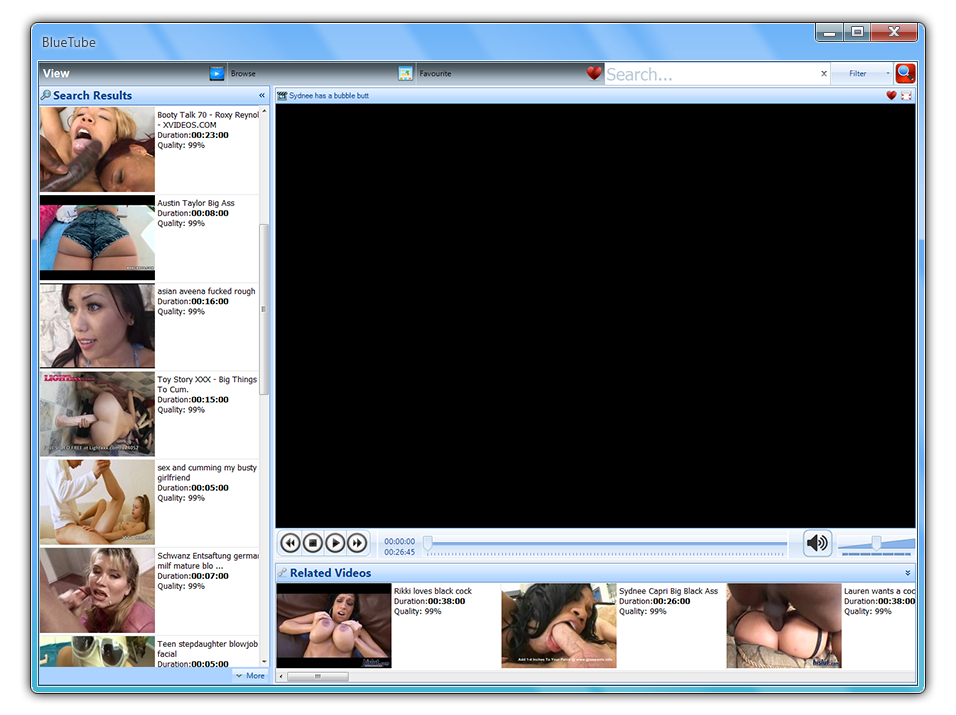 BlueTube
View
Browse
Favourite
Search...
x
Filter
Search Results
«
Sydnee has a bubble butt
Booty Talk 70 - Roxy Reynol
- XVIDEOS.COM
Duration:00:23:00
Quality: 99%
Austin Taylor Big Ass
Duration:00:08:00
Quality: 99%
asian aveena fucked rough
Duration:00:16:00
Quality: 99%
Toy Story XXX - Big Things
To Cum.
Duration:00:15:00
Quality: 99%
sex and cumming my busty
girlfriend
Duration:00:05:00
Quality: 99%
Schwanz Entsaftung germa
milf mature blo ...
Duration:00:07:00
Quality: 99%
Teen stepdaughter blowjob
facial
Duration:00:05:00
More
00:00:00
00:26:45
Related Videos
Rikki loves black cock
Duration:00:38:00
Quality: 99%
Sydnee Capri Big Black Ass
Duration:00:26:00
Quality: 99%
Lauren wants a coc
Duration:00:38:00
Quality: 99%